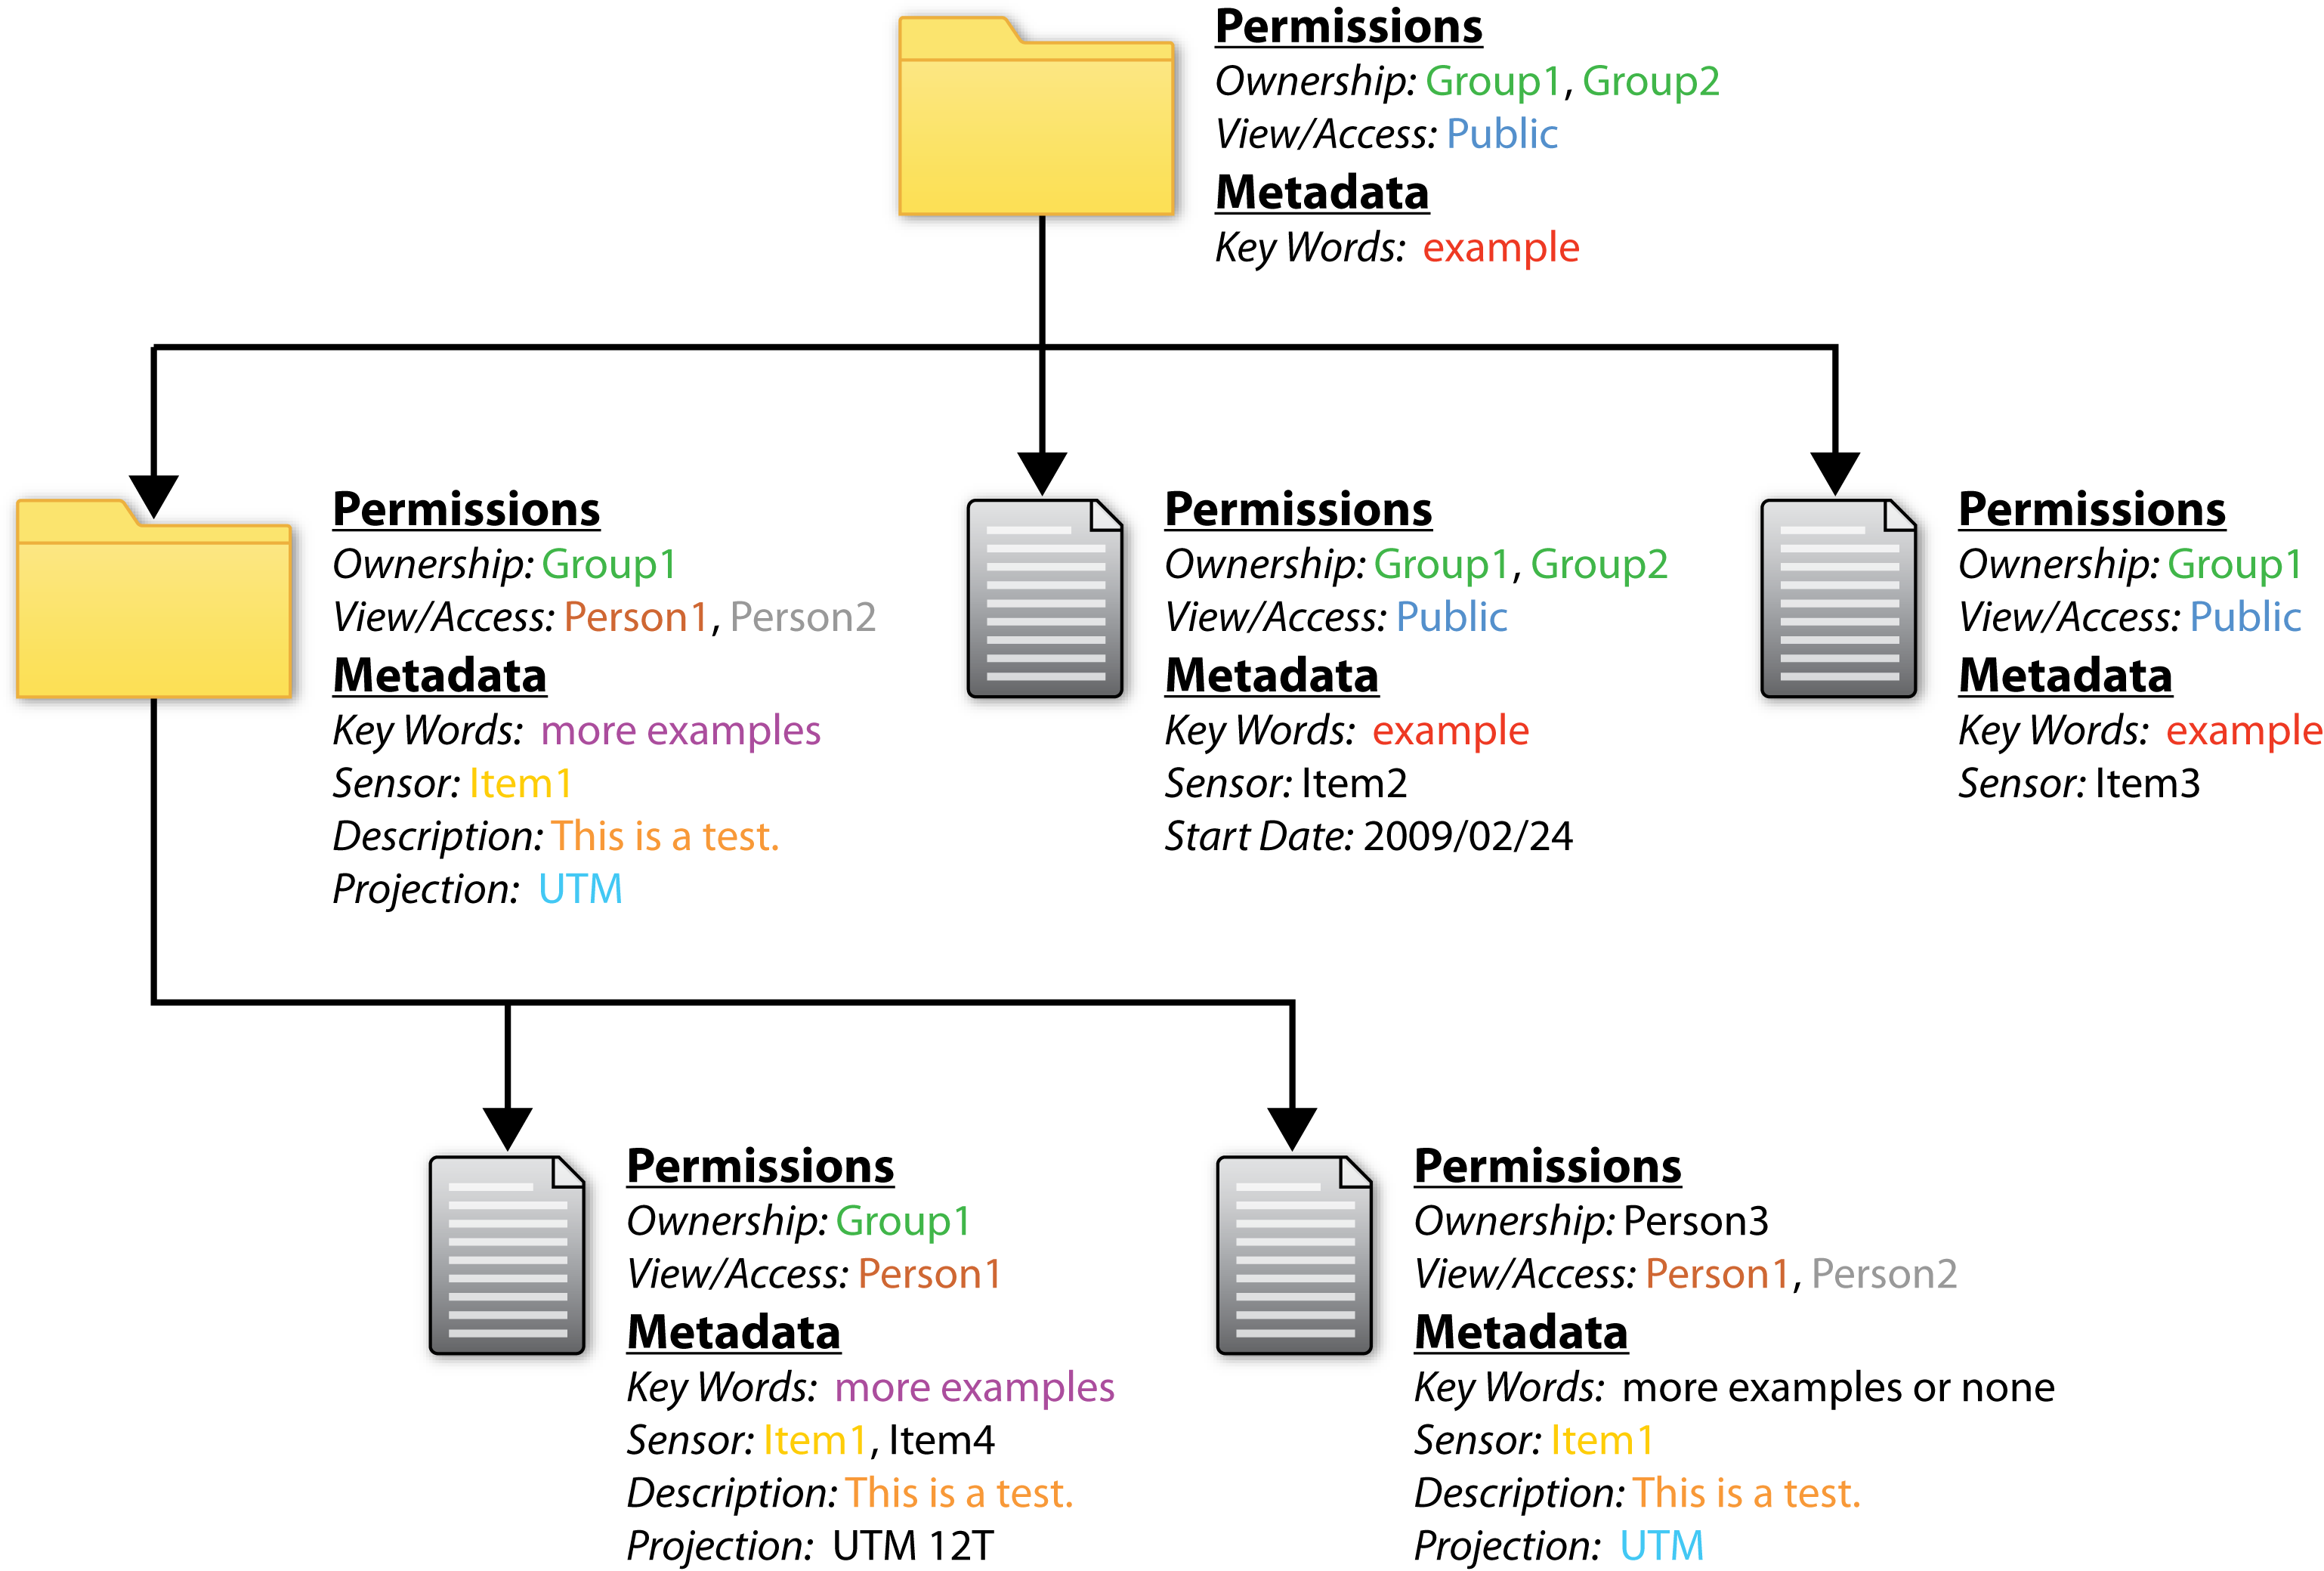 Permissions
Ownership: Group1, Group2
View/Access: Public
Metadata
Key Words: example
Permissions
Ownership: Group1
View/Access: Person1, Person2
Metadata
Key Words: more examples
Sensor: Item1
Description: This is a test.
Projection: UTM
Permissions
Ownership: Group1, Group2
View/Access: Public
Metadata
Key Words: example
Sensor: Item2
Start Date: 2009/02/24
Permissions
Ownership: Group1
View/Access: Public
Metadata
Key Words: example
Sensor: Item3
Permissions
Ownership: Group1
View/Access: Person1
Metadata
Key Words: more examples
Sensor: Item1, Item4
Description: This is a test.
Projection: UTM 12T
Permissions
Ownership: Person3
View/Access: Person1, Person2
Metadata
Key Words: more examples or none
Sensor: Item1
Description: This is a test.
Projection: UTM